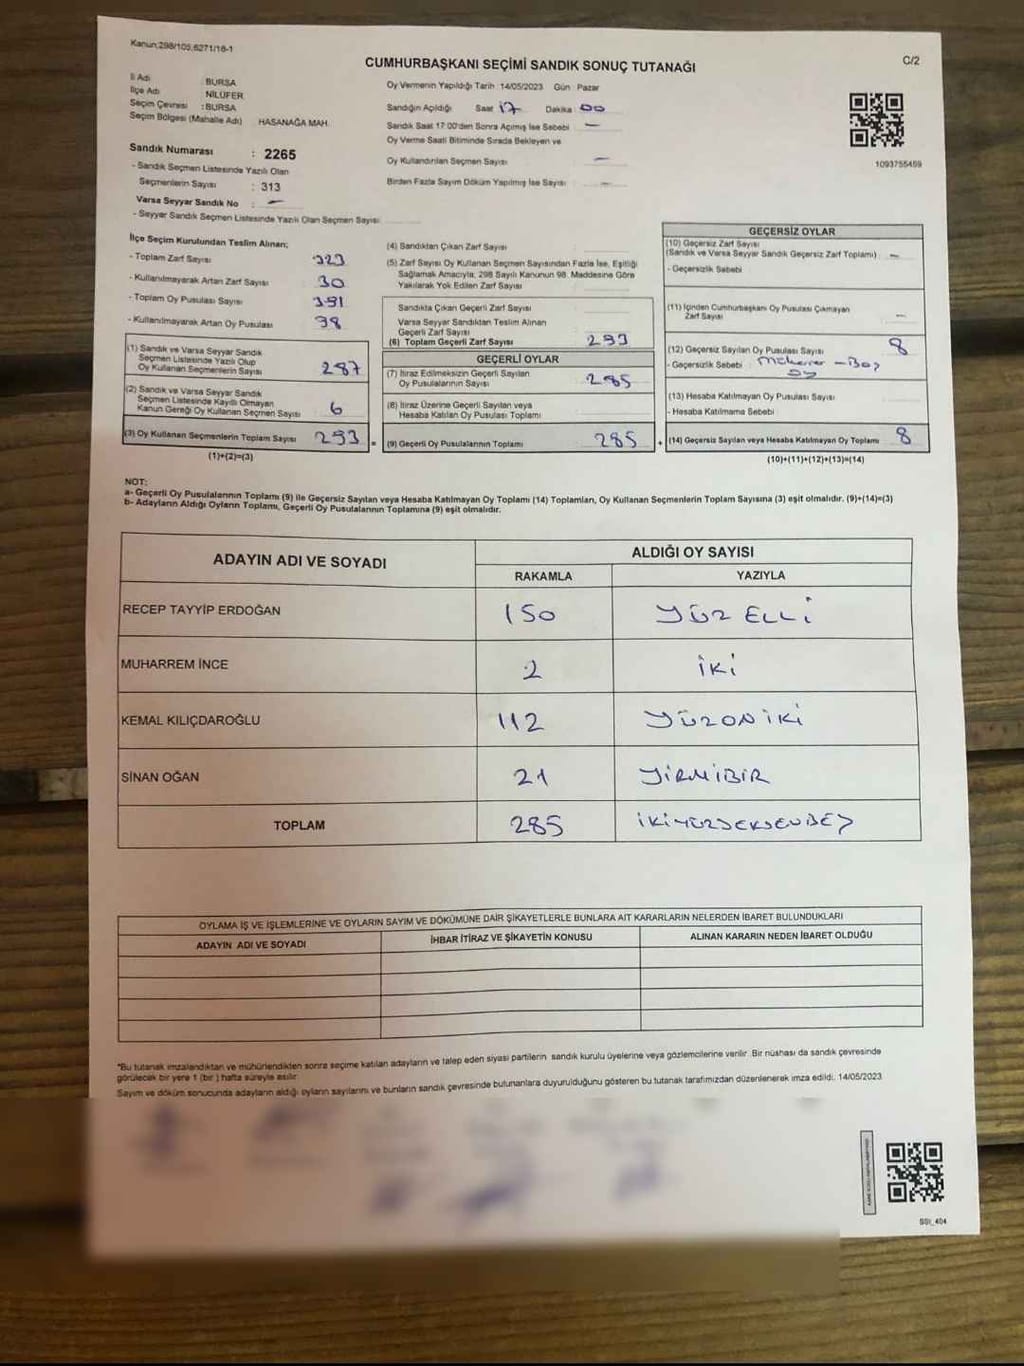 Kanun;298/105;6271/16-1
CUMHURBAŞKANI SEÇİMİ SANDIK SONUÇ TUTANAĞI
C/2
İl Adı BURSA
İlçe Adı NİLÜFER
Seçim Çevresi : BURSA
Seçim Bölgesi (Mahalle Adı) HASANAĞA MAH.
Sandık Numarası : 2265
- Sandık Seçmen Listesinde Yazılı Olan
Seçmenlerin Sayısı : 313
Varsa Seyyar Sandık No : —
- Seyyar Sandık Seçmen Listesinde Yazılı Olan Seçmen Sayısı
Oy Vermenin Yapıldığı Tarih 14/05/2023 Gün Pazar
Sandığın Açıldığı Saat 17 Dakika 00
Sandık Saat 17:00'den Sonra Açılmış İse Sebebi —
Oy Verme Saati Bitiminde Sırada Bekleyen ve
Oy Kullandırılan Seçmen Sayısı —
Birden Fazla Sayım Döküm Yapılmış İse Sayısı —
1093755459
İlçe Seçim Kurulundan Teslim Alınan;
- Toplam Zarf Sayısı 323
- Kullanılmayarak Artan Zarf Sayısı 30
- Toplam Oy Pusulası Sayısı 331
- Kullanılmayarak Artan Oy Pusulası 38
(1) Sandık ve Varsa Seyyar Sandık
Seçmen Listesinde Yazılı Olup
Oy Kullanan Seçmenlerin Sayısı 287
(2) Sandık ve Varsa Seyyar Sandık
Seçmen Listesinde Kayıtlı Olmayan
Kanun Gereği Oy Kullanan Seçmen Sayısı 6
(3) Oy Kullanan Seçmenlerin Toplam Sayısı 293 =
(1)+(2)=(3)
(4) Sandıktan Çıkan Zarf Sayısı
(5) Zarf Sayısı Oy Kullanan Seçmen Sayısından Fazla İse, Eşitliği
Sağlamak Amacıyla, 298 Sayılı Kanunun 98. Maddesine Göre
Yakılarak Yok Edilen Zarf Sayısı
Sandıkta Çıkan Geçerli Zarf Sayısı
Varsa Seyyar Sandıktan Teslim Alınan
Geçerli Zarf Sayısı
(6) Toplam Geçerli Zarf Sayısı 293
GEÇERLİ OYLAR
(7) İtiraz Edilmeksizin Geçerli Sayılan
Oy Pusulalarının Sayısı 285
(8) İtiraz Üzerine Geçerli Sayılan veya
Hesaba Katılan Oy Pusulası Toplamı
(9) Geçerli Oy Pusulalarının Toplamı 285 +
GEÇERSİZ OYLAR
(10) Geçersiz Zarf Sayısı
(Sandık ve Varsa Seyyar Sandık Geçersiz Zarf Toplamı) —
- Geçersizlik Sebebi
(11) İçinden Cumhurbaşkanı Oy Pusulası Çıkmayan
Zarf Sayısı —
(12) Geçersiz Sayılan Oy Pusulası Sayısı 8
- Geçersizlik Sebebi : Mükerrer - Boş
Oy
(13) Hesaba Katılmayan Oy Pusulası Sayısı
- Hesaba Katılmama Sebebi
(14) Geçersiz Sayılan veya Hesaba Katılmayan Oy Toplamı 8
(10)+(11)+(12)+(13)=(14)
NOT:
a- Geçerli Oy Pusulalarının Toplamı (9) ile Geçersiz Sayılan veya Hesaba Katılmayan Oy Toplamı (14) Toplamları, Oy Kullanan Seçmenlerin Toplam Sayısına (3) eşit olmalıdır. (9)+(14)=(3)
b- Adayların Aldığı Oyların Toplamı, Geçerli Oy Pusulalarının Toplamına (9) eşit olmalıdır.
ADAYIN ADI VE SOYADI ALDIĞI OY SAYISI
RAKAMLA YAZIYLA
RECEP TAYYİP ERDOĞAN 150 YÜZ ELLİ
MUHARREM İNCE 2 İKİ
KEMAL KILIÇDAROĞLU 112 YÜZONİKİ
SİNAN OĞAN 21 YİRMİBİR
TOPLAM 285 İKİYÜZSEKSENBEŞ
OYLAMA İŞ VE İŞLEMLERİNE VE OYLARIN SAYIM VE DÖKÜMÜNE DAİR ŞİKAYETLERLE BUNLARA AİT KARARLARIN NELERDEN İBARET BULUNDUKLARI
ADAYIN ADI VE SOYADI İHBAR İTİRAZ VE ŞİKAYETİN KONUSU ALINAN KARARIN NEDEN İBARET OLDUĞU
*Bu tutanak imzalandıktan ve mühürlendikten sonra seçime katılan adayların ve talep eden siyasi partilerin sandık kurulu üyelerine veya gözlemcilerine verilir. Bir nüshası da sandık çevresinde
görülecek bir yere 1 (bir ) hafta süreyle asılır.
Sayım ve döküm sonucunda adayların aldığı oyların sayılarını ve bunların sandık çevresinde bulunanlara duyurulduğunu gösteren bu tutanak tarafımızdan düzenlenerek imza edildi. 14/05/2023
SSI_404